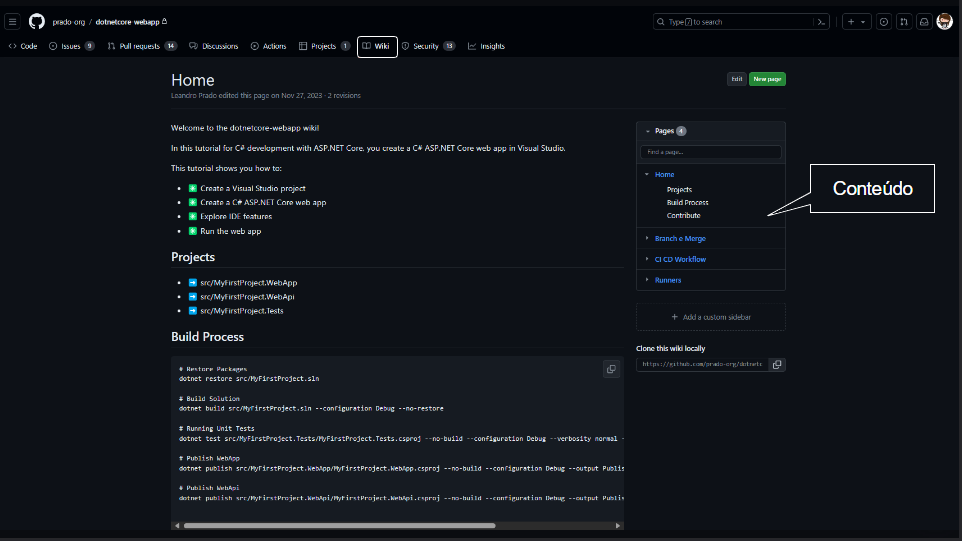 prado-org / dotnetcore-webapp
Type / to search
Code
Issues 9
Pull requests 14
Discussions
Actions
Projects 1
Wiki
Security 13
Insights
Home
Edit
New page
Leandro Prado edited this page on Nov 27, 2023 · 2 revisions
Welcome to the dotnetcore-webapp wiki!
In this tutorial for C# development with ASP.NET Core, you create a C# ASP.NET Core web app in Visual Studio.
This tutorial shows you how to:
Create a Visual Studio project
Create a C# ASP.NET Core web app
Explore IDE features
Run the web app
Projects
src/MyFirstProject.WebApp
src/MyFirstProject.WebApi
src/MyFirstProject.Tests
Build Process
# Restore Packages
dotnet restore src/MyFirstProject.sln
# Build Solution
dotnet build src/MyFirstProject.sln --configuration Debug --no-restore
# Running Unit Tests
dotnet test src/MyFirstProject.Tests/MyFirstProject.Tests.csproj --no-build --configuration Debug --verbosity normal -
# Publish WebApp
dotnet publish src/MyFirstProject.WebApp/MyFirstProject.WebApp.csproj --no-build --configuration Debug --output Publis
# Publish WebApi
dotnet publish src/MyFirstProject.WebApi/MyFirstProject.WebApi.csproj --no-build --configuration Debug --output Publis
Pages 4
Find a page...
Home
Projects
Build Process
Contribute
Branch e Merge
CI CD Workflow
Runners
Add a custom sidebar
Clone this wiki locally
https://github.com/prado-org/dotnetc
Conteúdo